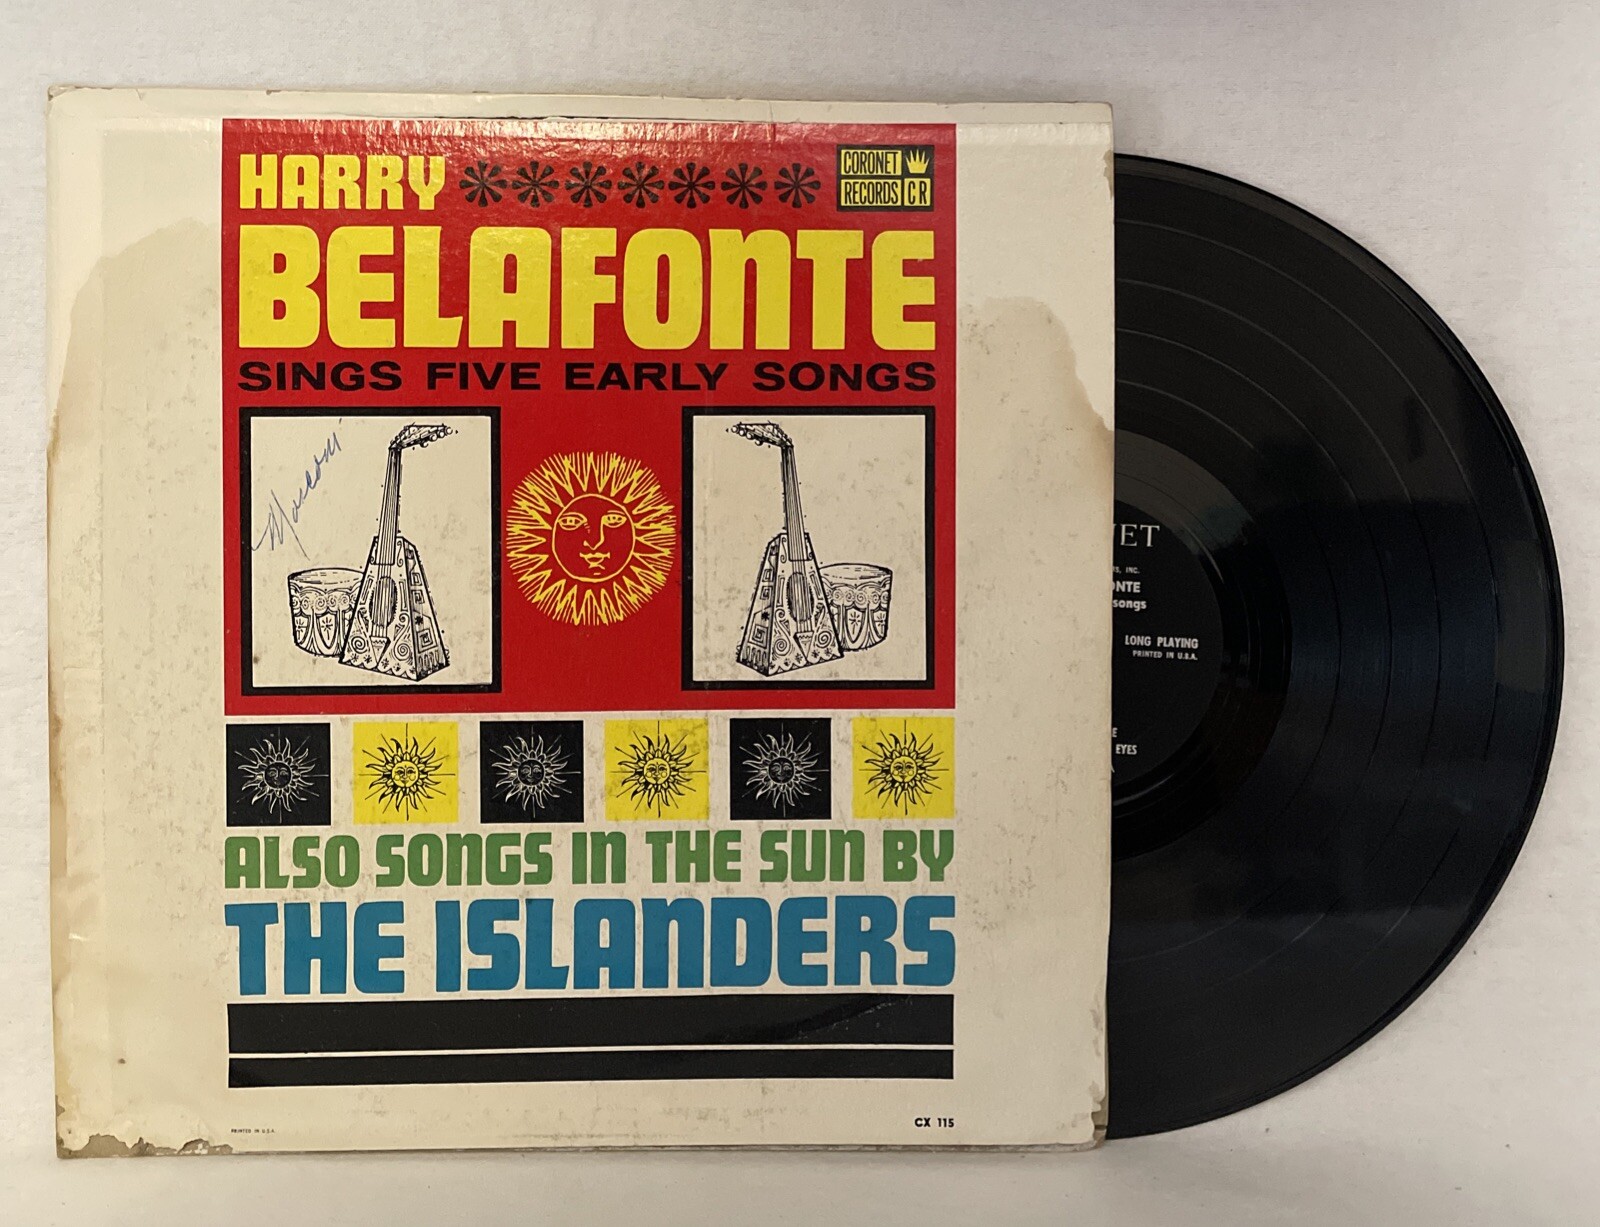 HARRY
CORONET
RECORDS CR
BELAFONTE
SINGS FIVE EARLY SONGS
ALSO SONGS IN THE SUN BY
THE ISLANDERS
PRINTED IN U.S.A.
CX 115
NET
INC.
ONTE
songs
LONG PLAYING
PRINTED IN U.S.A.
E
EYES